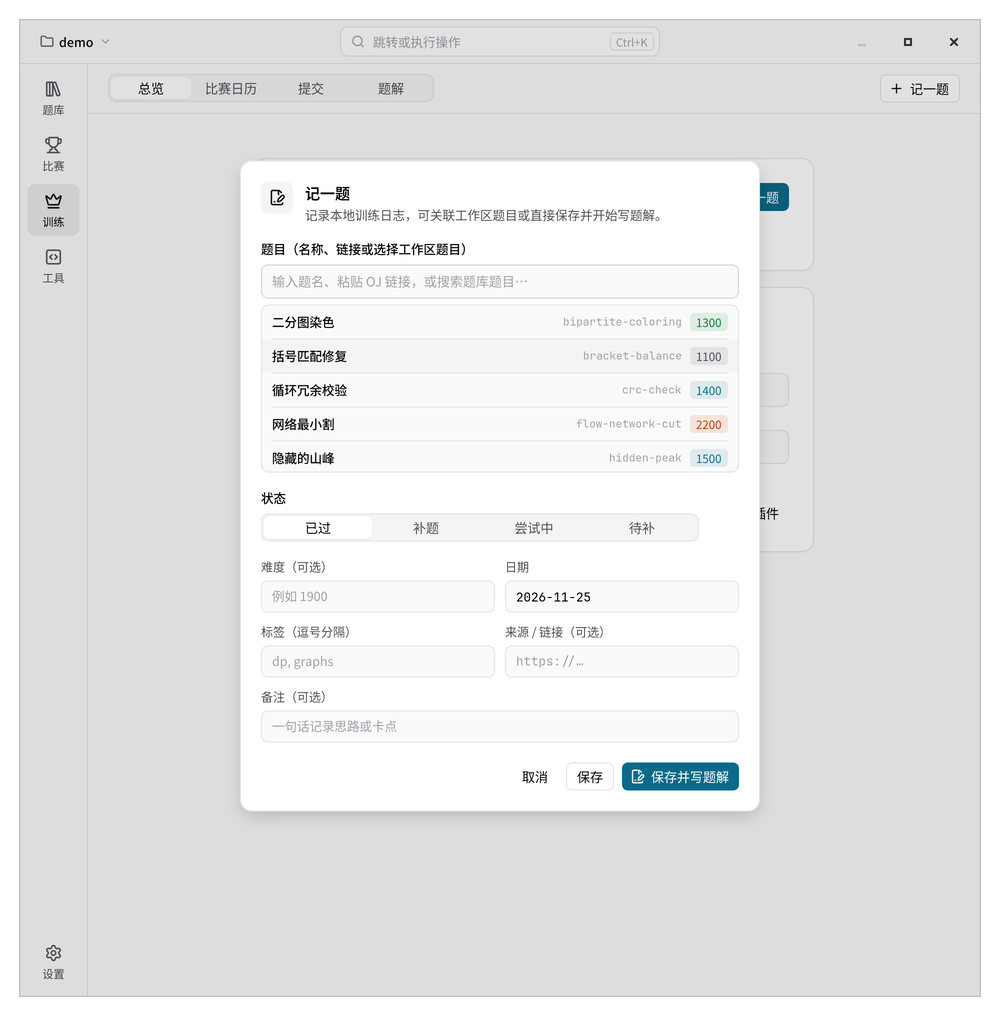 demo
跳转或执行操作
Ctrl+K
题库
比赛
训练
工具
设置
总览
比赛日历
提交
题解
记一题
一题
插件
记一题
记录本地训练日志，可关联工作区题目或直接保存并开始写题解。
题目（名称、链接或选择工作区题目）
输入题名、粘贴 OJ 链接，或搜索题库题目…
二分图染色 bipartite-coloring 1300
括号匹配修复 bracket-balance 1100
循环冗余校验 crc-check 1400
网络最小割 flow-network-cut 2200
隐藏的山峰 hidden-peak 1500
状态
已过 补题 尝试中 待补
难度（可选） 日期
例如 1900 2026-11-25
标签（逗号分隔） 来源 / 链接（可选）
dp, graphs https://…
备注（可选）
一句话记录思路或卡点
取消 保存 保存并写题解